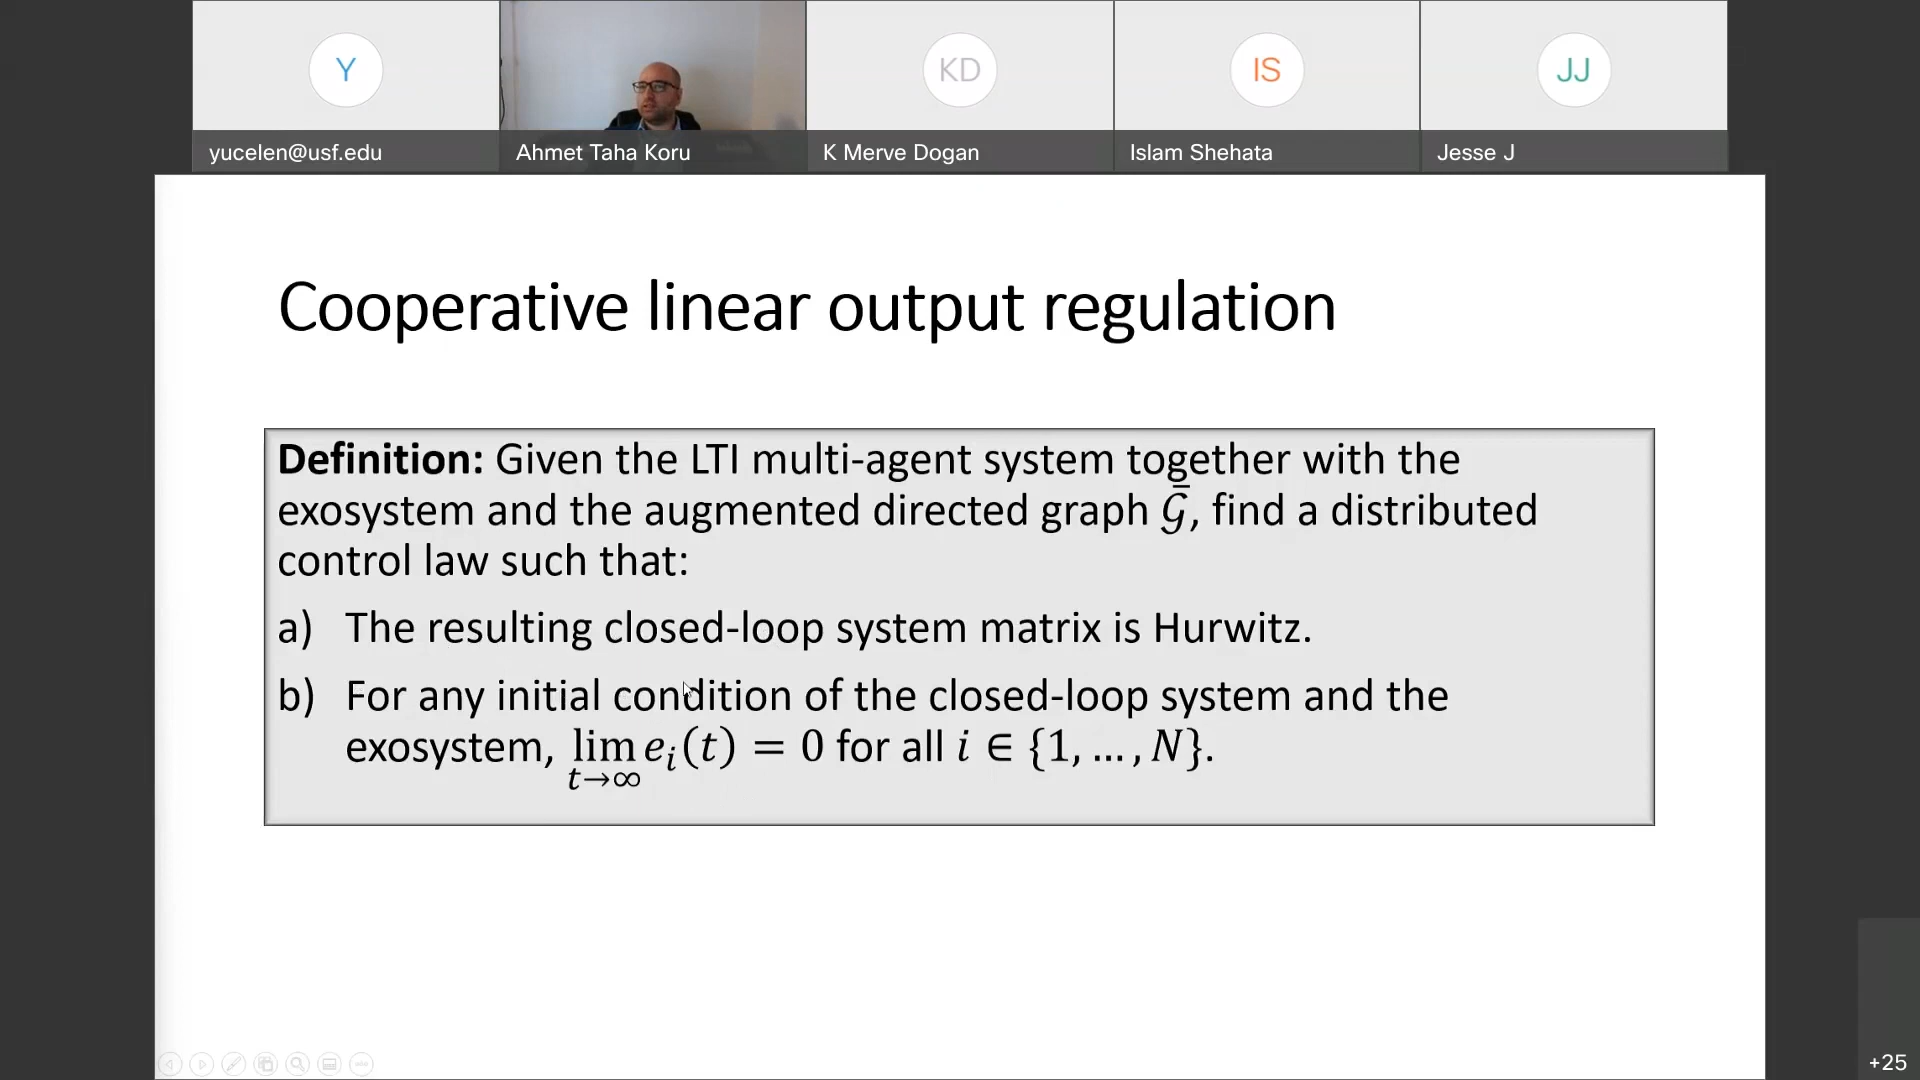 Y
KD
IS
JJ
yucelen@usf.edu
Ahmet Taha Koru
K Merve Dogan
Islam Shehata
Jesse J
Cooperative linear output regulation
Definition: Given the LTI multi-agent system together with the
exosystem and the augmented directed graph 𝒢̄, find a distributed
control law such that:
a) The resulting closed-loop system matrix is Hurwitz.
b) For any initial condition of the closed-loop system and the
exosystem, lim e_i(t) = 0 for all i ∈ {1, … , N}.
t→∞
+25